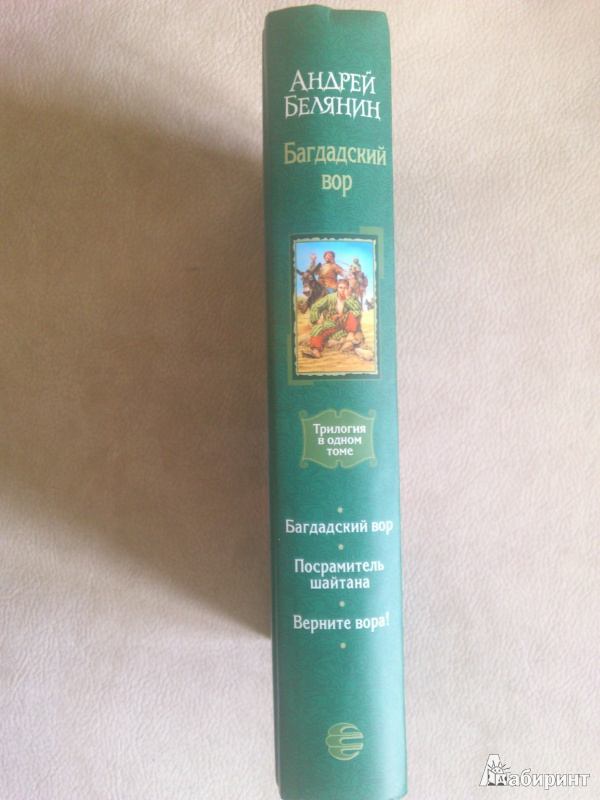 АНДРЕЙ
БЕЛЯНИН
Багдадский
вор
Трилогия
в одном
томе
Багдадский вор
Посрамитель
шайтана
Верните вора!
Лабиринт